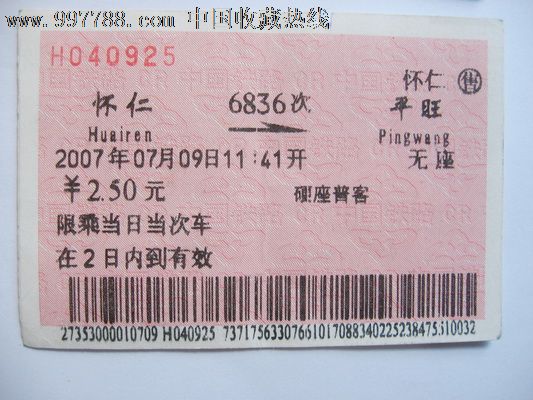 www.997788.com 中国收藏热线
H040925
怀仁 售
怀仁 6836次 平旺
Huairen Pingwang
2007年07月09日11:41开 无座
￥2.50元 硬座普客
限乘当日当次车
在2日内到有效
27353000010709 H040925 73717563307661017088340225238475510032